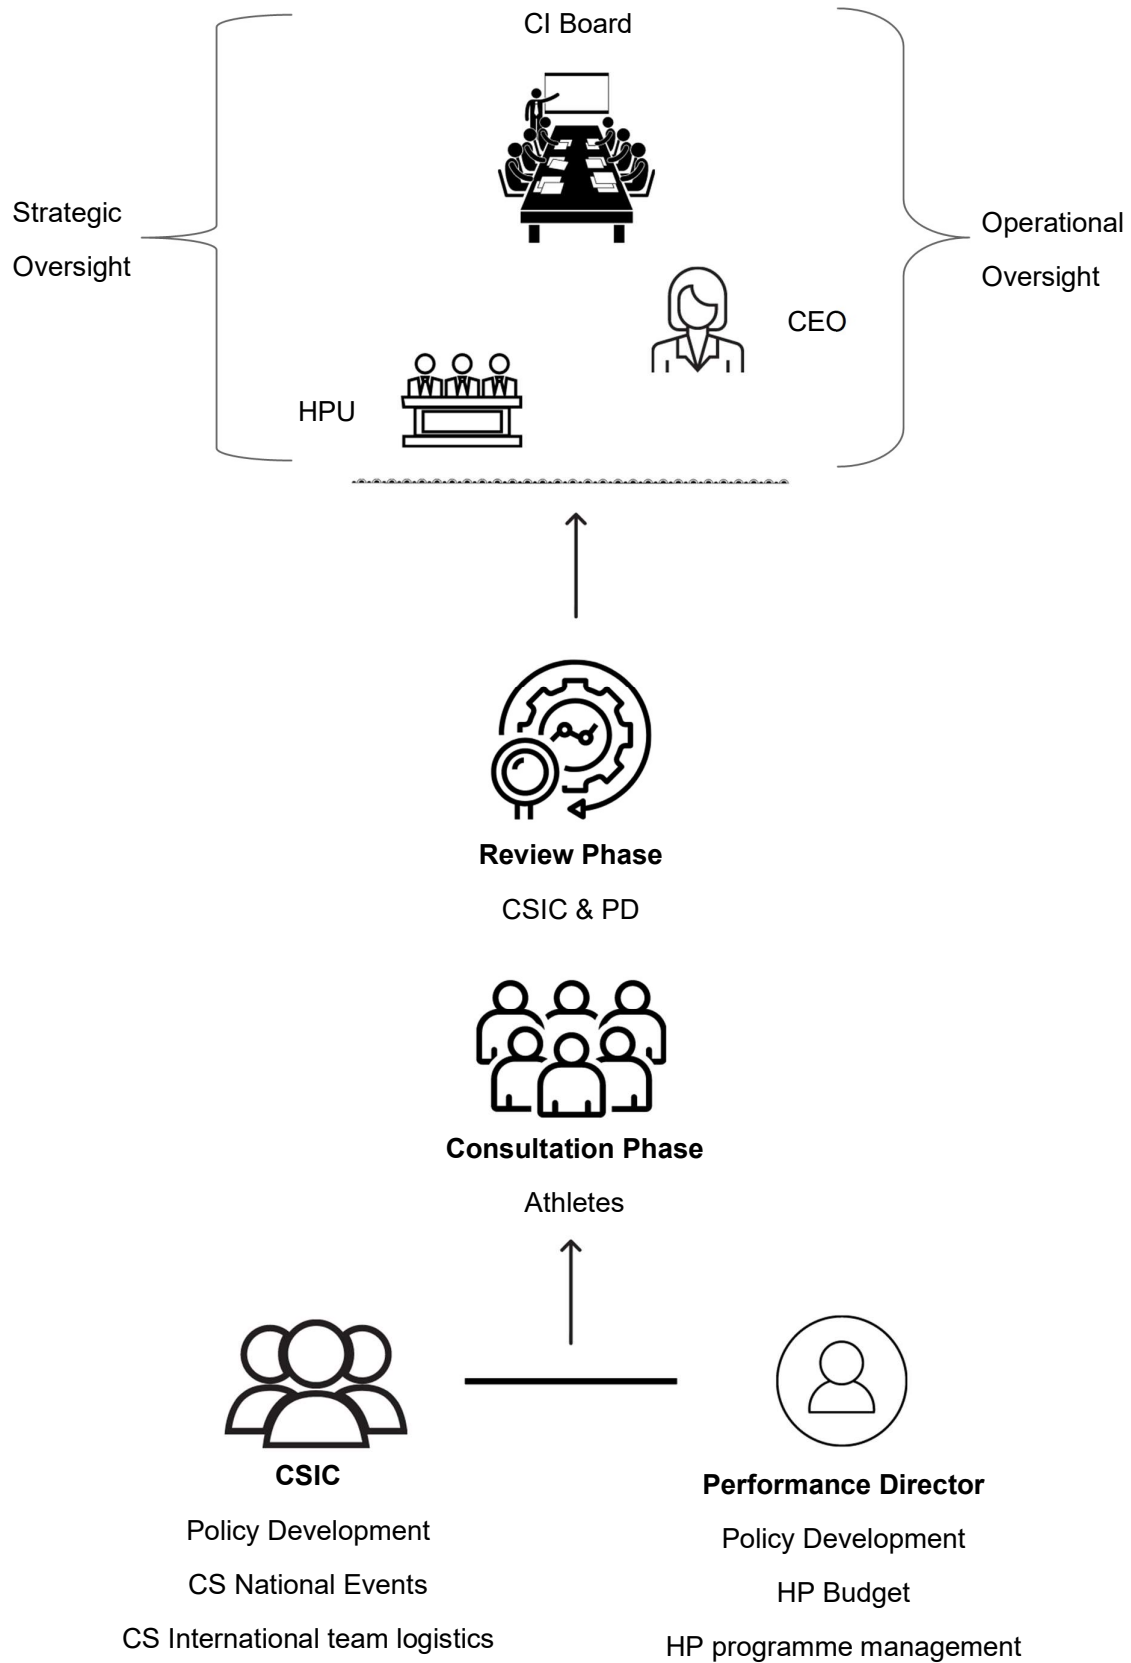 CI Board
Strategic
Oversight
Operational
Oversight
CEO
HPU
Review Phase
CSIC & PD
Consultation Phase
Athletes
CSIC
Policy Development
CS National Events
CS International team logistics
Performance Director
Policy Development
HP Budget
HP programme management